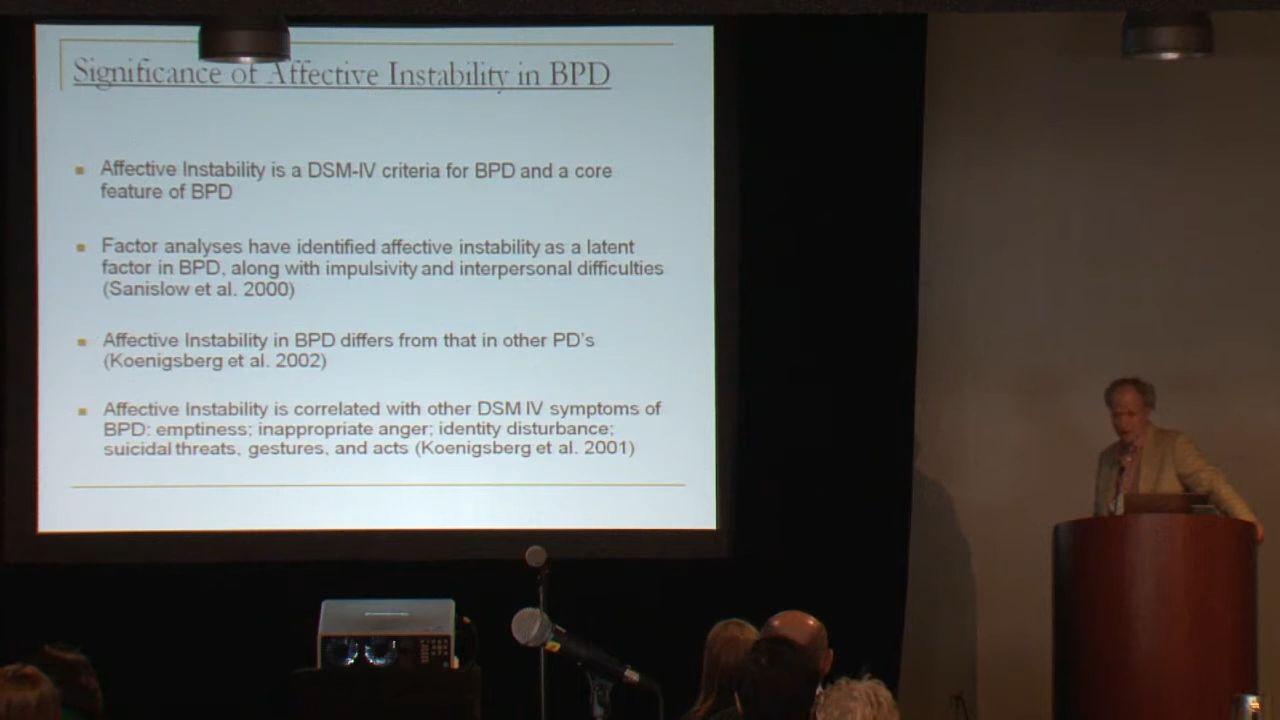 Significance of Affective Instability in BPD
Affective Instability is a DSM-IV criteria for BPD and a core
feature of BPD
Factor analyses have identified affective instability as a latent
factor in BPD, along with impulsivity and interpersonal difficulties
(Sanislow et al. 2000)
Affective Instability in BPD differs from that in other PD's
(Koenigsberg et al. 2002)
Affective Instability is correlated with other DSM IV symptoms of
BPD: emptiness; inappropriate anger; identity disturbance;
suicidal threats, gestures, and acts (Koenigsberg et al. 2001)